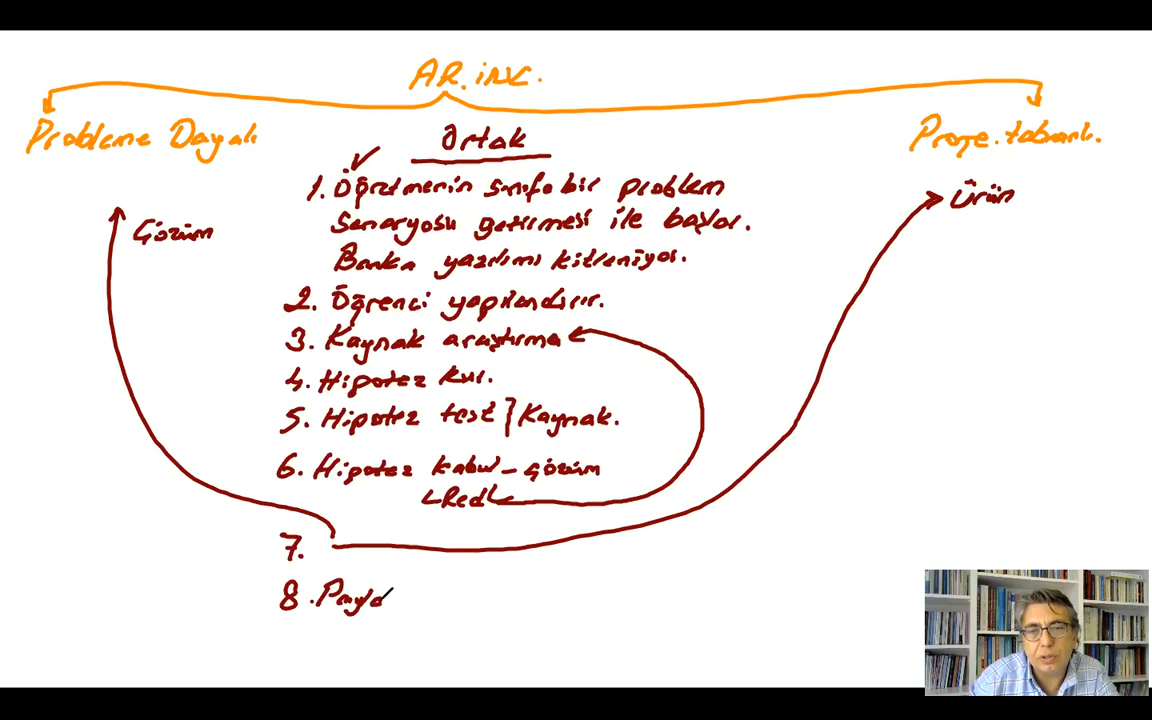 AR.İNC.
Probleme Dayalı
Ortak
Proje.tabanlı.
1. Öğretmenin sınıfa bir problem
Senaryosu getirmesi ile başlar.
Banka yazılımı kitleniyor.
Çözüm
Ürün
2. Öğrenci yapılandırır.
3. Kaynak araştırma
4. Hipotez kur.
5. Hipotez test } Kaynak.
6. Hipotez kabul - çözüm
Red
7.
8. Payla